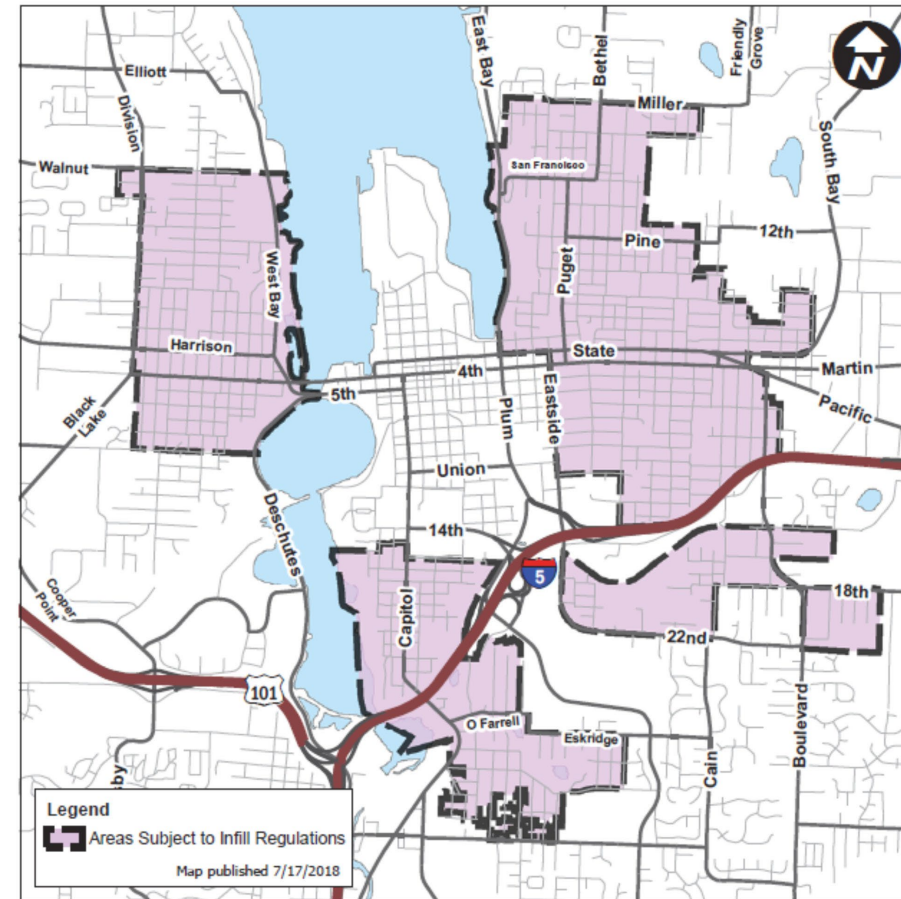 N
Elliott
Division
Walnut
West Bay
Harrison
Black
Lake
5th
4th
East Bay
Bethel
Miller
Friendly
Grove
San Francisco
South Bay
12th
Pine
Puget
State
Martin
Pacific
Plum
Eastside
Union
14th
Deschutes
Capitol
5
18th
22nd
Cooper
Point
101
O Farrell
Eskridge
Cain
Boulevard
sby
Legend
Areas Subject to Infill Regulations
Map published 7/17/2018